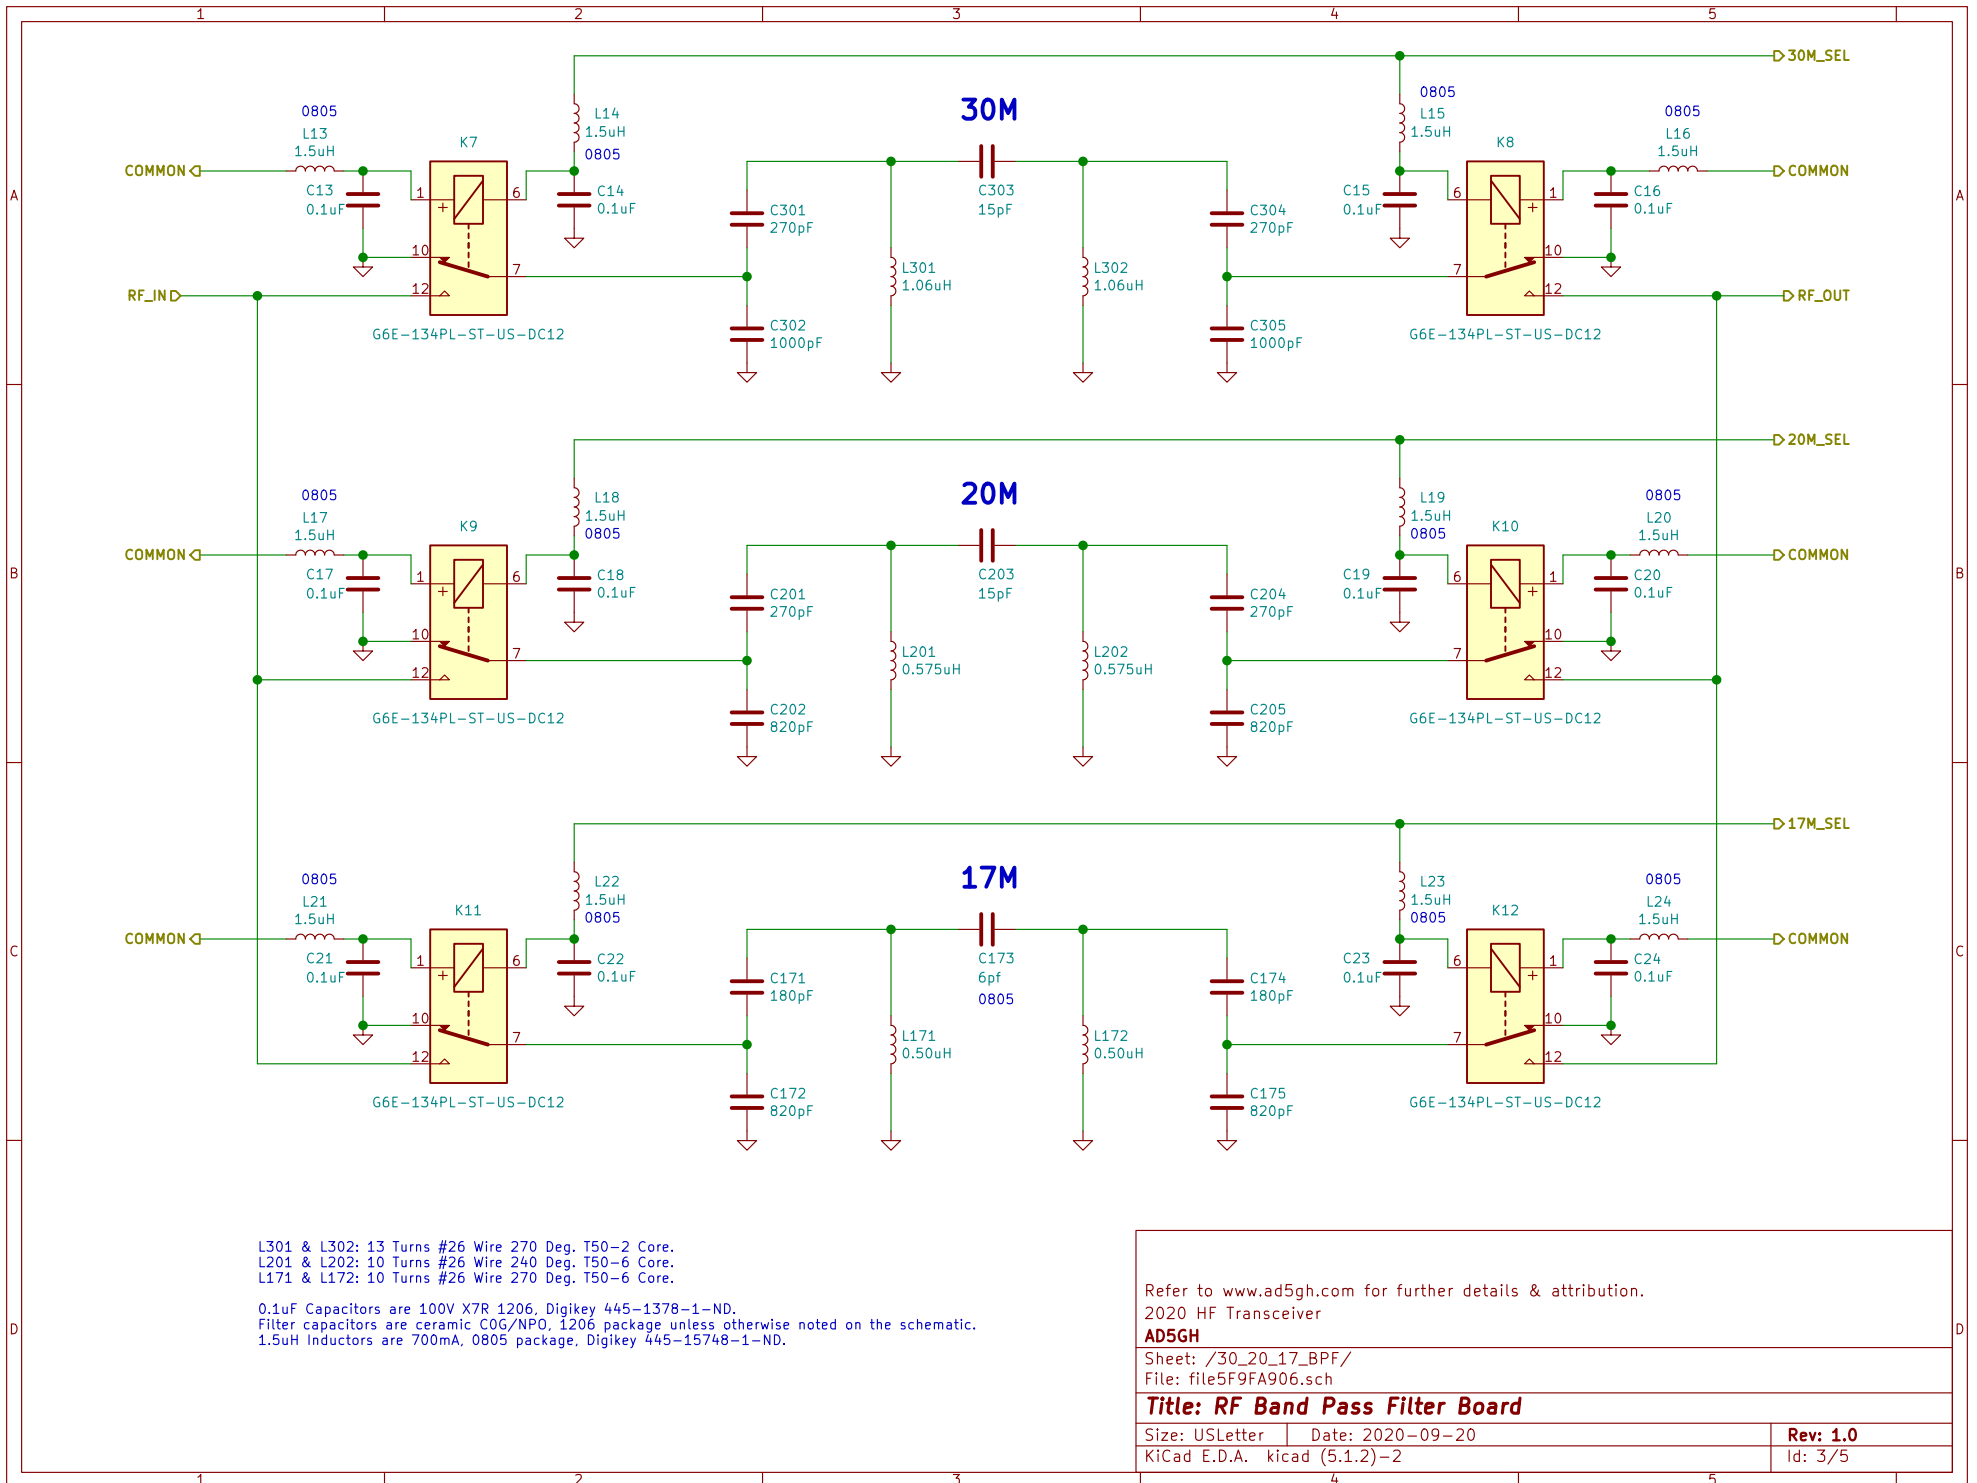 1 2 3 4 5
30M_SEL
0805
L13
1.5uH
COMMON
C13
0.1uF
K7
1
+
6
10
7
12
G6E-134PL-ST-US-DC12
RF_IN
L14
1.5uH
0805
C14
0.1uF
30M
C301
270pF
C302
1000pF
L301
1.06uH
C303
15pF
L302
1.06uH
C304
270pF
C305
1000pF
0805
L15
1.5uH
C15
0.1uF
K8
6
1
+
10
7
12
G6E-134PL-ST-US-DC12
0805
L16
1.5uH
COMMON
C16
0.1uF
RF_OUT
A
A
20M_SEL
0805
L17
1.5uH
COMMON
C17
0.1uF
K9
1
+
6
10
7
12
G6E-134PL-ST-US-DC12
L18
1.5uH
0805
C18
0.1uF
20M
C201
270pF
C202
820pF
L201
0.575uH
C203
15pF
L202
0.575uH
C204
270pF
C205
820pF
L19
1.5uH
0805
C19
0.1uF
K10
6
1
+
10
7
12
G6E-134PL-ST-US-DC12
0805
L20
1.5uH
COMMON
C20
0.1uF
B
B
17M_SEL
0805
L21
1.5uH
COMMON
C21
0.1uF
K11
1
+
6
10
7
12
G6E-134PL-ST-US-DC12
L22
1.5uH
0805
C22
0.1uF
17M
C171
180pF
C172
820pF
L171
0.50uH
C173
6pf
0805
L172
0.50uH
C174
180pF
C175
820pF
L23
1.5uH
0805
C23
0.1uF
K12
6
1
+
10
7
12
G6E-134PL-ST-US-DC12
0805
L24
1.5uH
COMMON
C24
0.1uF
C
C
L301 & L302: 13 Turns #26 Wire 270 Deg. T50-2 Core.
L201 & L202: 10 Turns #26 Wire 240 Deg. T50-6 Core.
L171 & L172: 10 Turns #26 Wire 270 Deg. T50-6 Core.
0.1uF Capacitors are 100V X7R 1206, Digikey 445-1378-1-ND.
Filter capacitors are ceramic C0G/NPO, 1206 package unless otherwise noted on the schematic.
1.5uH Inductors are 700mA, 0805 package, Digikey 445-15748-1-ND.
D
D
Refer to www.ad5gh.com for further details & attribution.
2020 HF Transceiver
AD5GH
Sheet: /30_20_17_BPF/
File: file5F9FA906.sch
Title: RF Band Pass Filter Board
Size: USLetter Date: 2020-09-20 Rev: 1.0
KiCad E.D.A. kicad (5.1.2)-2 Id: 3/5
1 2 3 4 5